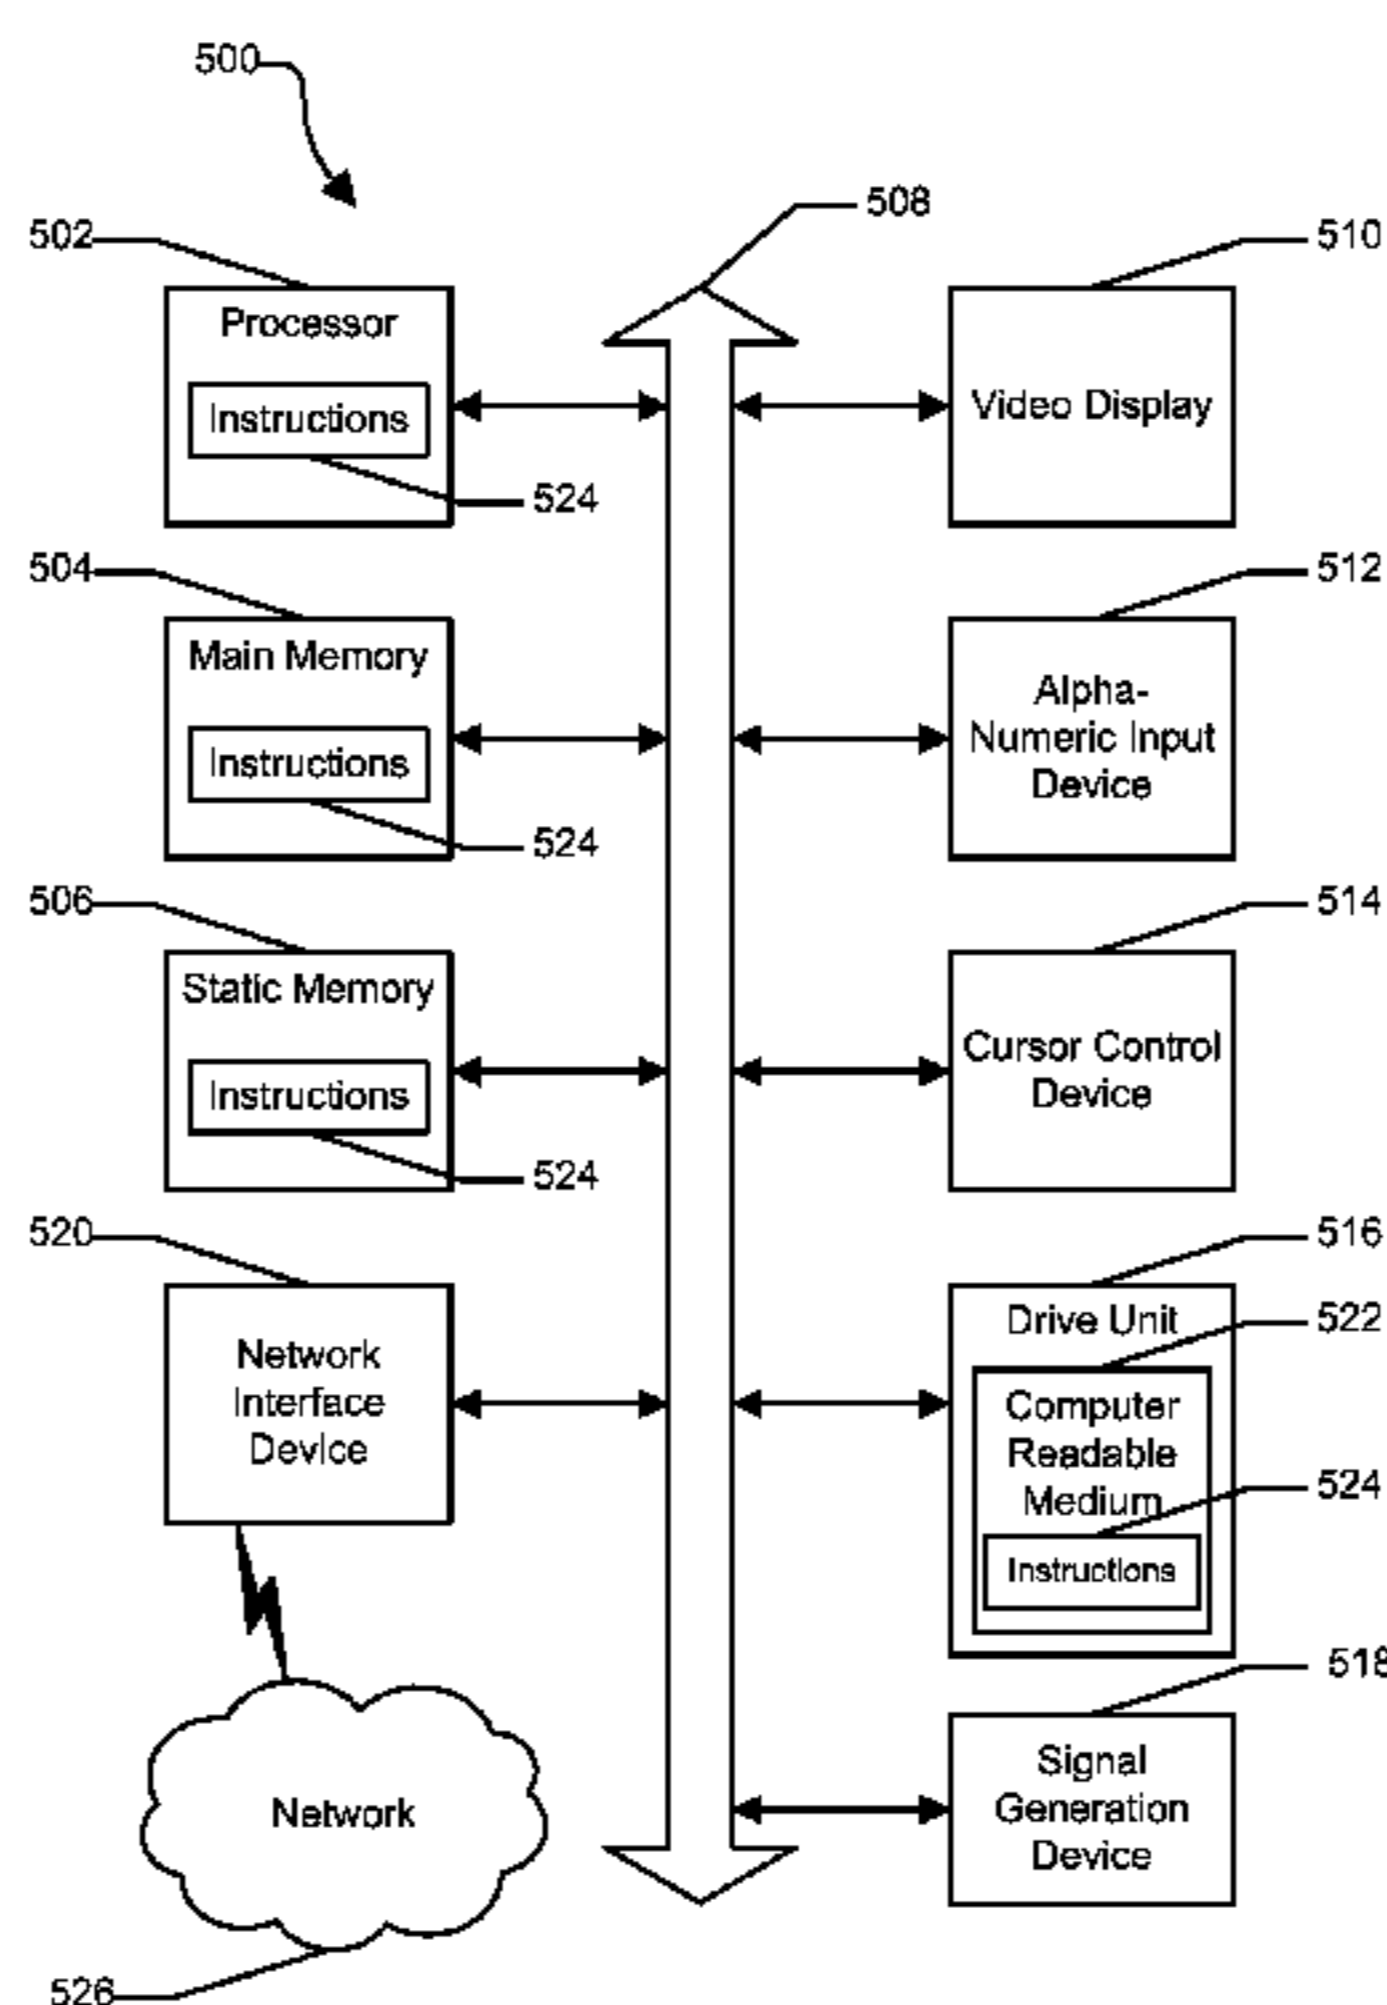 500
508
502
510
Processor
Instructions
524
Video Display
504
512
Main Memory
Instructions
524
Alpha-
Numeric Input
Device
506
514
Static Memory
Instructions
524
Cursor Control
Device
520
516
Network
Interface
Device
Drive Unit
522
Computer
Readable
Medium
524
Instructions
518
Network
Signal
Generation
Device
526